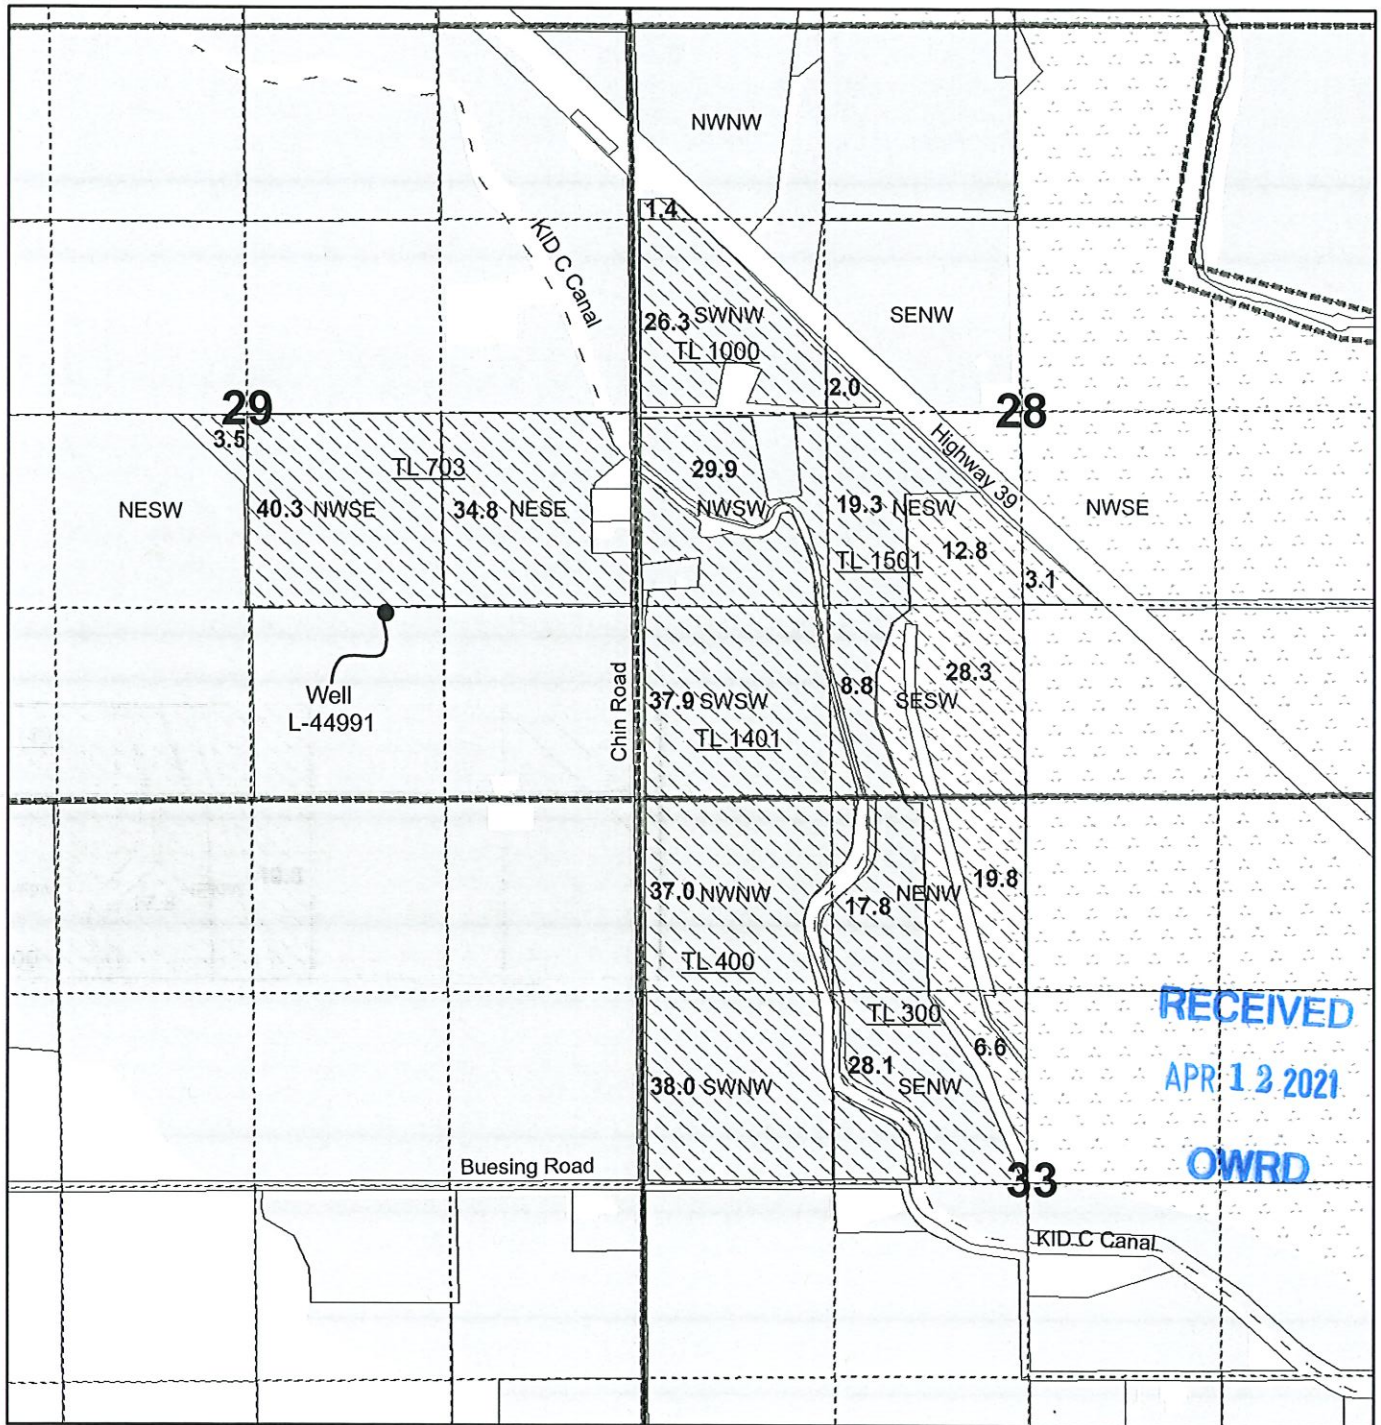 NWNW
KID C Canal
1.4
26.3 SWNW
TL 1000
SENW
2.0
29
28
3.5
TL 703
29.9
Highway 39
NESW
40.3 NWSE
34.8 NESE
NWSW
19.3 NESW
NWSE
12.8
TL 1501
3.1
Well
L-44991
Chin Road
37.9 SWSW
TL 1401
8.8
28.3
SESW
37.0 NWNW
17.8
NENW
19.8
TL 400
TL 300
RECEIVED
6.6
28.1
38.0 SWNW
SENW
APR 12 2021
OWRD
Buesing Road
33
KID C Canal